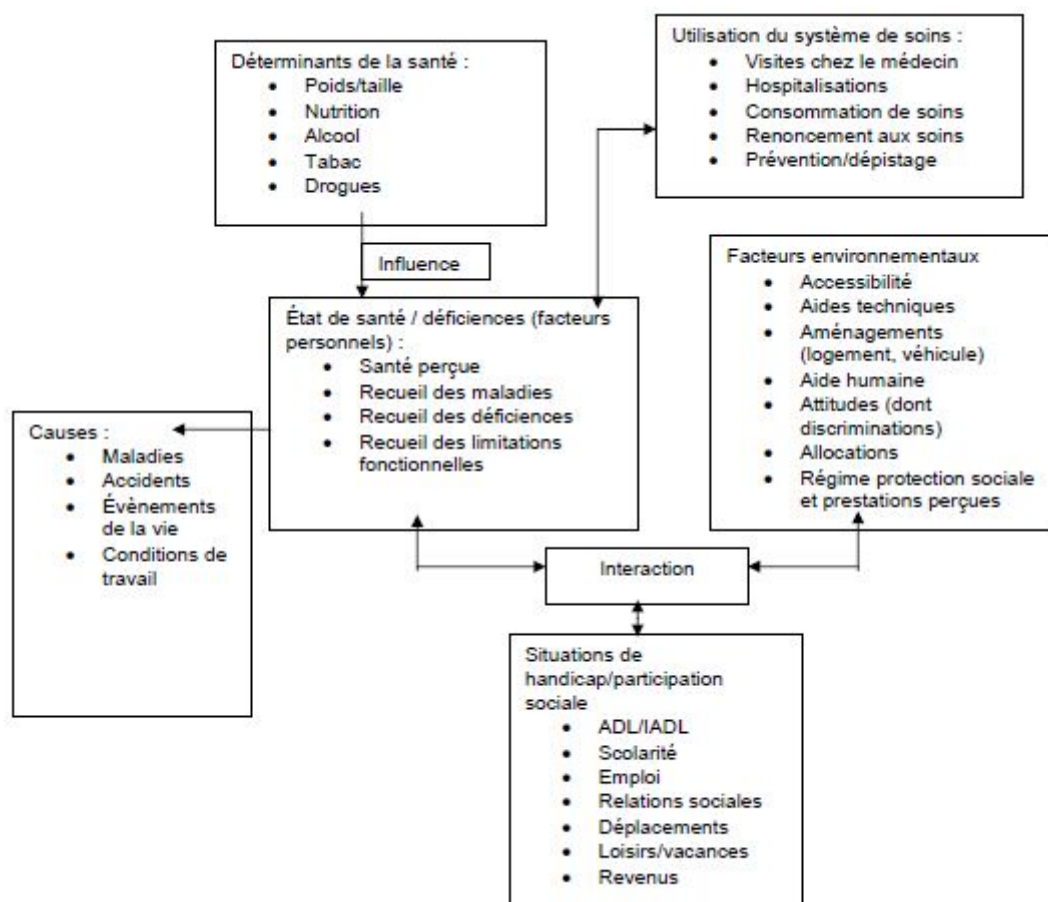 Déterminants de la santé :
• Poids/taille
• Nutrition
• Alcool
• Tabac
• Drogues
Utilisation du système de soins :
• Visites chez le médecin
• Hospitalisations
• Consommation de soins
• Renoncement aux soins
• Prévention/dépistage
Influence
Facteurs environnementaux
• Accessibilité
• Aides techniques
• Aménagements
(logement, véhicule)
• Aide humaine
• Attitudes (dont
discriminations)
• Allocations
• Régime protection sociale
et prestations perçues
État de santé / déficiences (facteurs
personnels) :
• Santé perçue
• Recueil des maladies
• Recueil des déficiences
• Recueil des limitations
fonctionnelles
Causes :
• Maladies
• Accidents
• Évènements
de la vie
• Conditions de
travail
Interaction
Situations de
handicap/participation
sociale
• ADL/IADL
• Scolarité
• Emploi
• Relations sociales
• Déplacements
• Loisirs/vacances
• Revenus